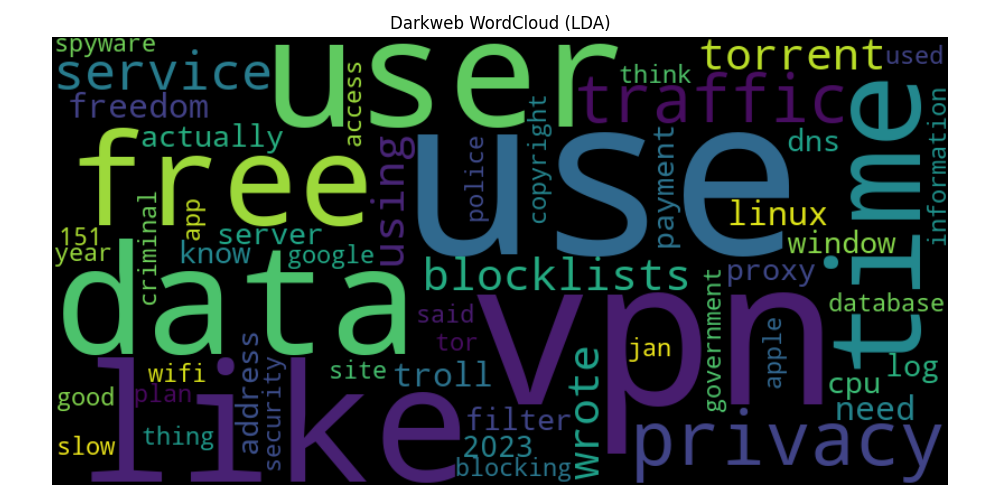 Darkweb WordCloud (LDA)
spyware
service
user
think
torrent
used
freedom
access
traffic
actually
free
using
use
police
copyright
payment
dns
time
information
criminal
app
linux
151
year
know
server
google
window
data
blocklists
proxy
database
vpn
said
tor
government
apple
jan
like
wifi
plan
address
security
site
troll
wrote
cpu
log
good
need
slow
thing
filter
2023
blocking
privacy